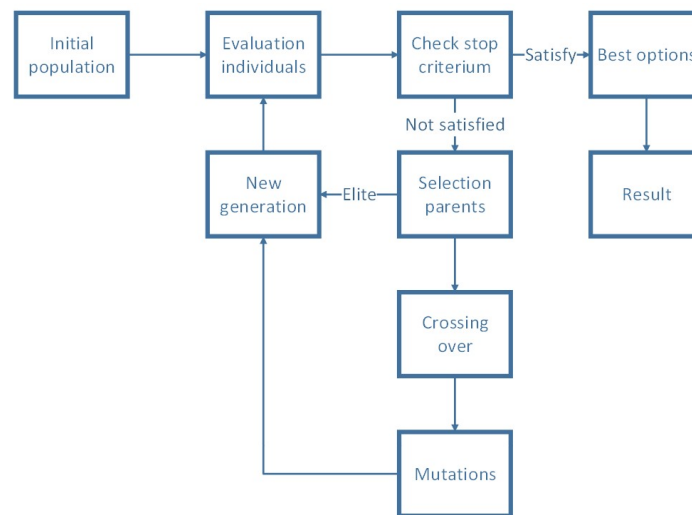 Initial
population
Evaluation
individuals
Check stop
criterium
Satisfy
Best options
Not satisfied
New
generation
Elite
Selection
parents
Result
Crossing
over
Mutations